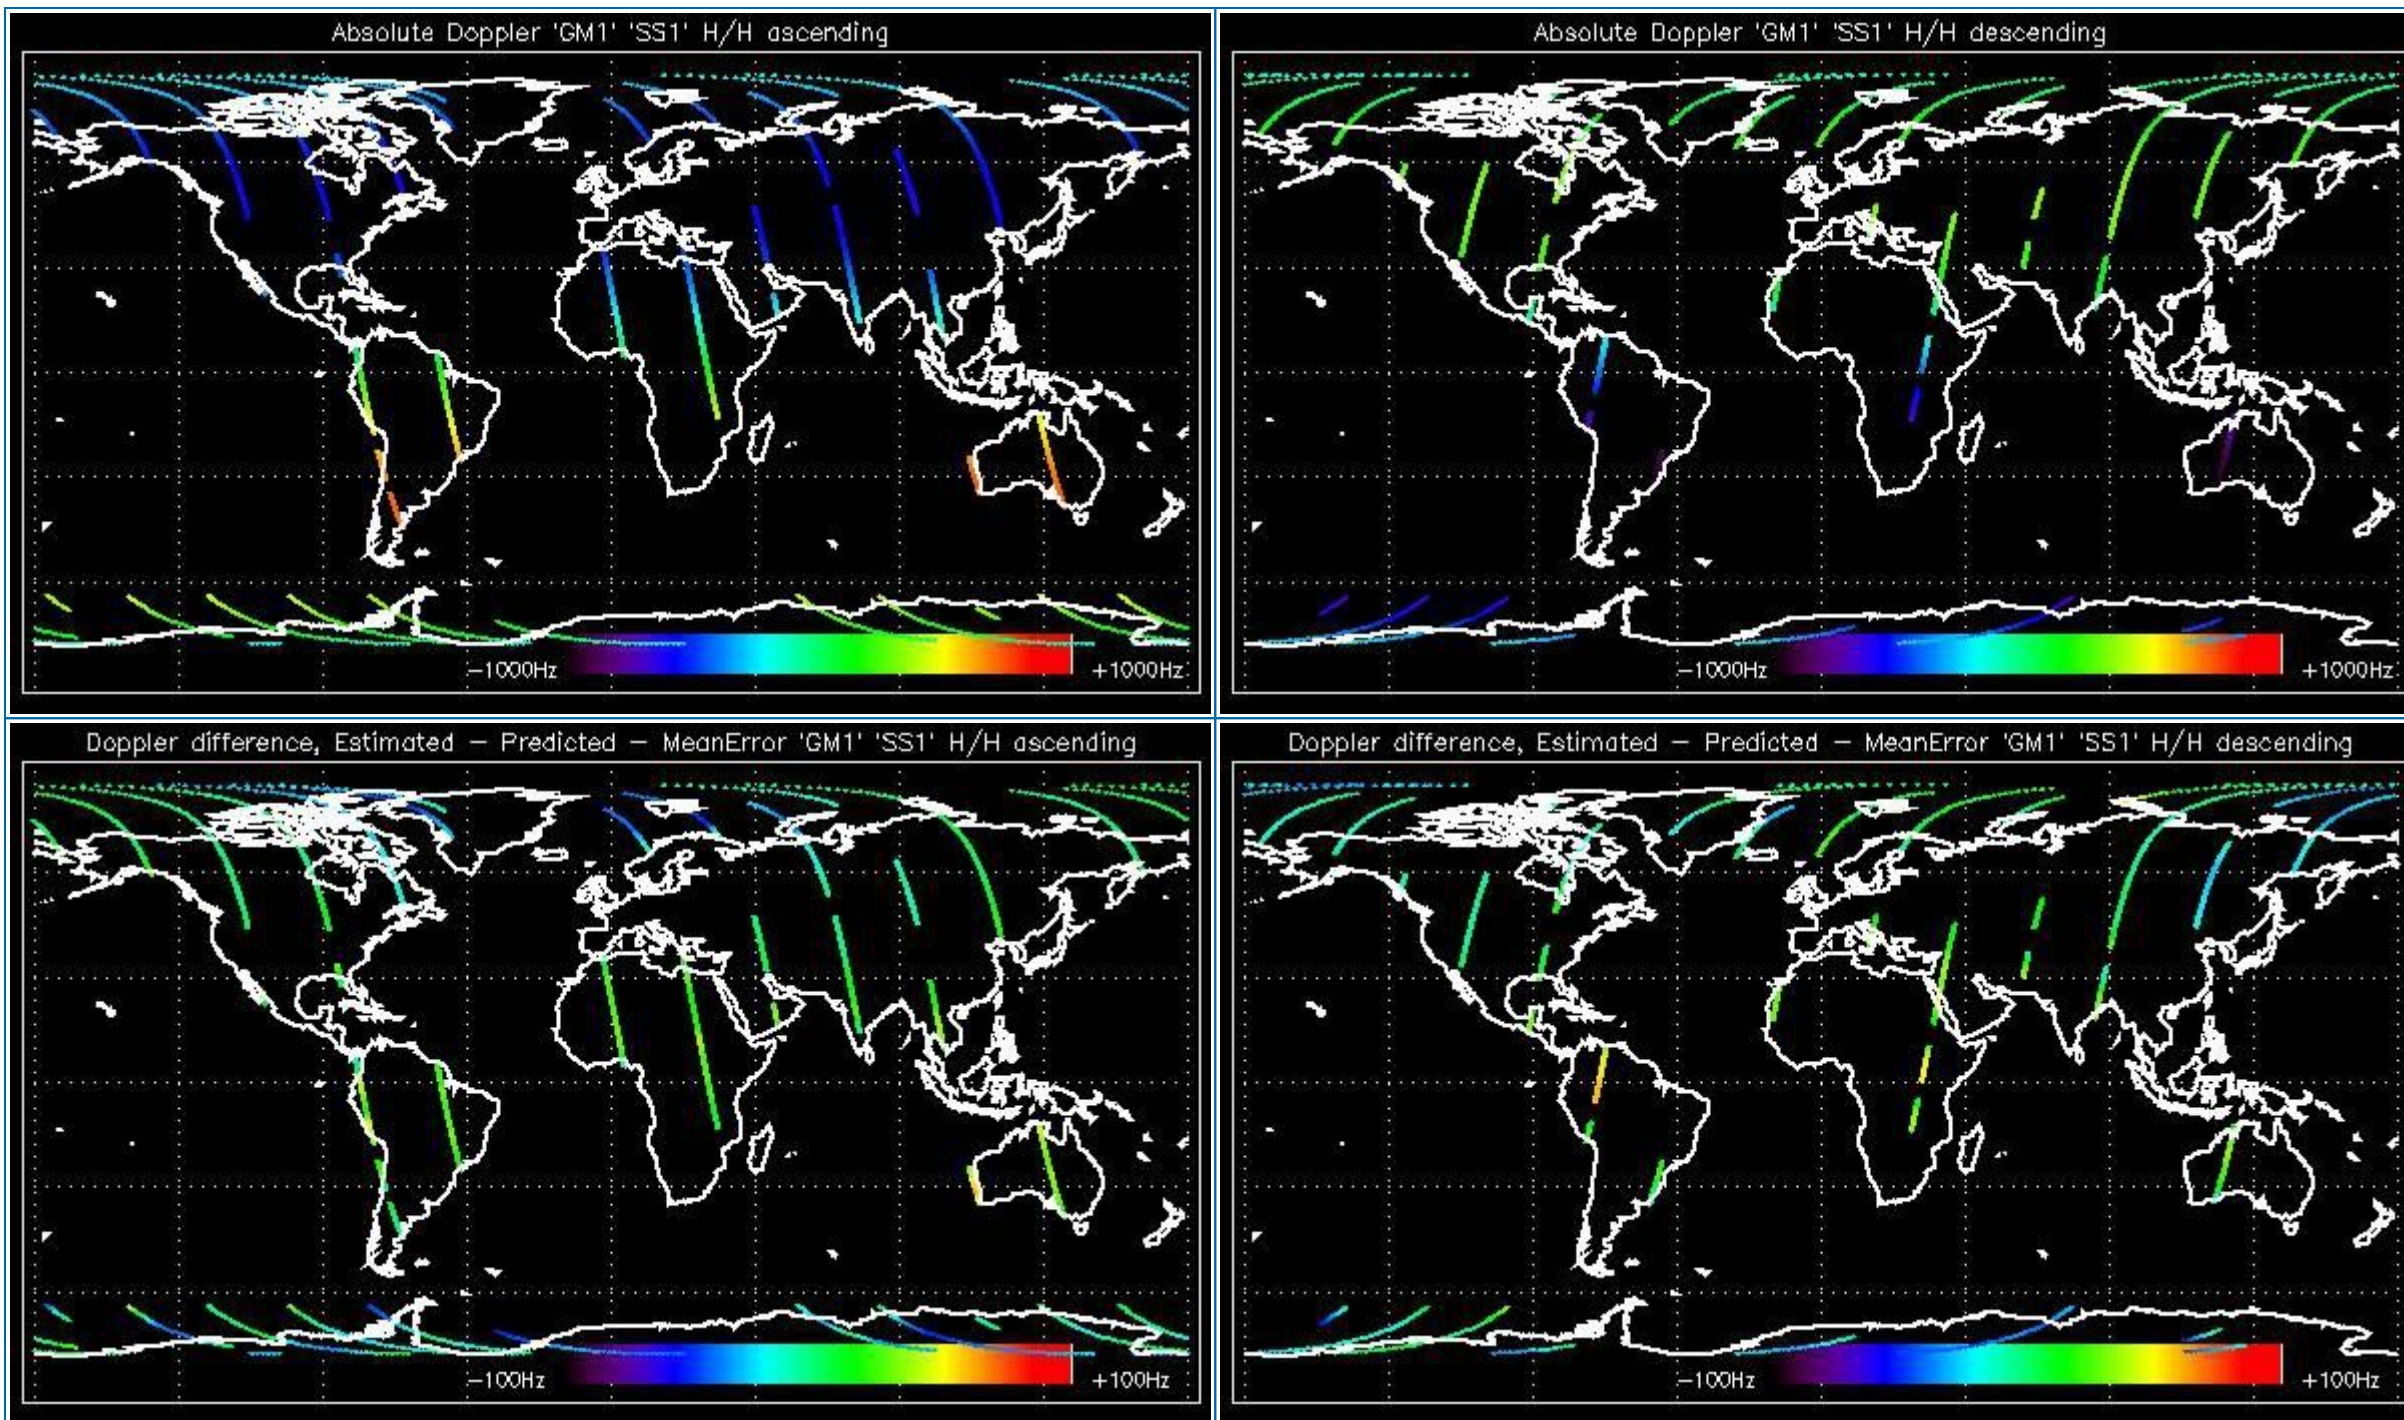 Absolute Doppler 'GM1' 'SS1' H/H ascending
−1000Hz
+1000Hz
Absolute Doppler 'GM1' 'SS1' H/H descending
−1000Hz
+1000Hz
Doppler difference, Estimated − Predicted − MeanError 'GM1' 'SS1' H/H ascending
−100Hz
+100Hz
Doppler difference, Estimated − Predicted − MeanError 'GM1' 'SS1' H/H descending
−100Hz
+100Hz